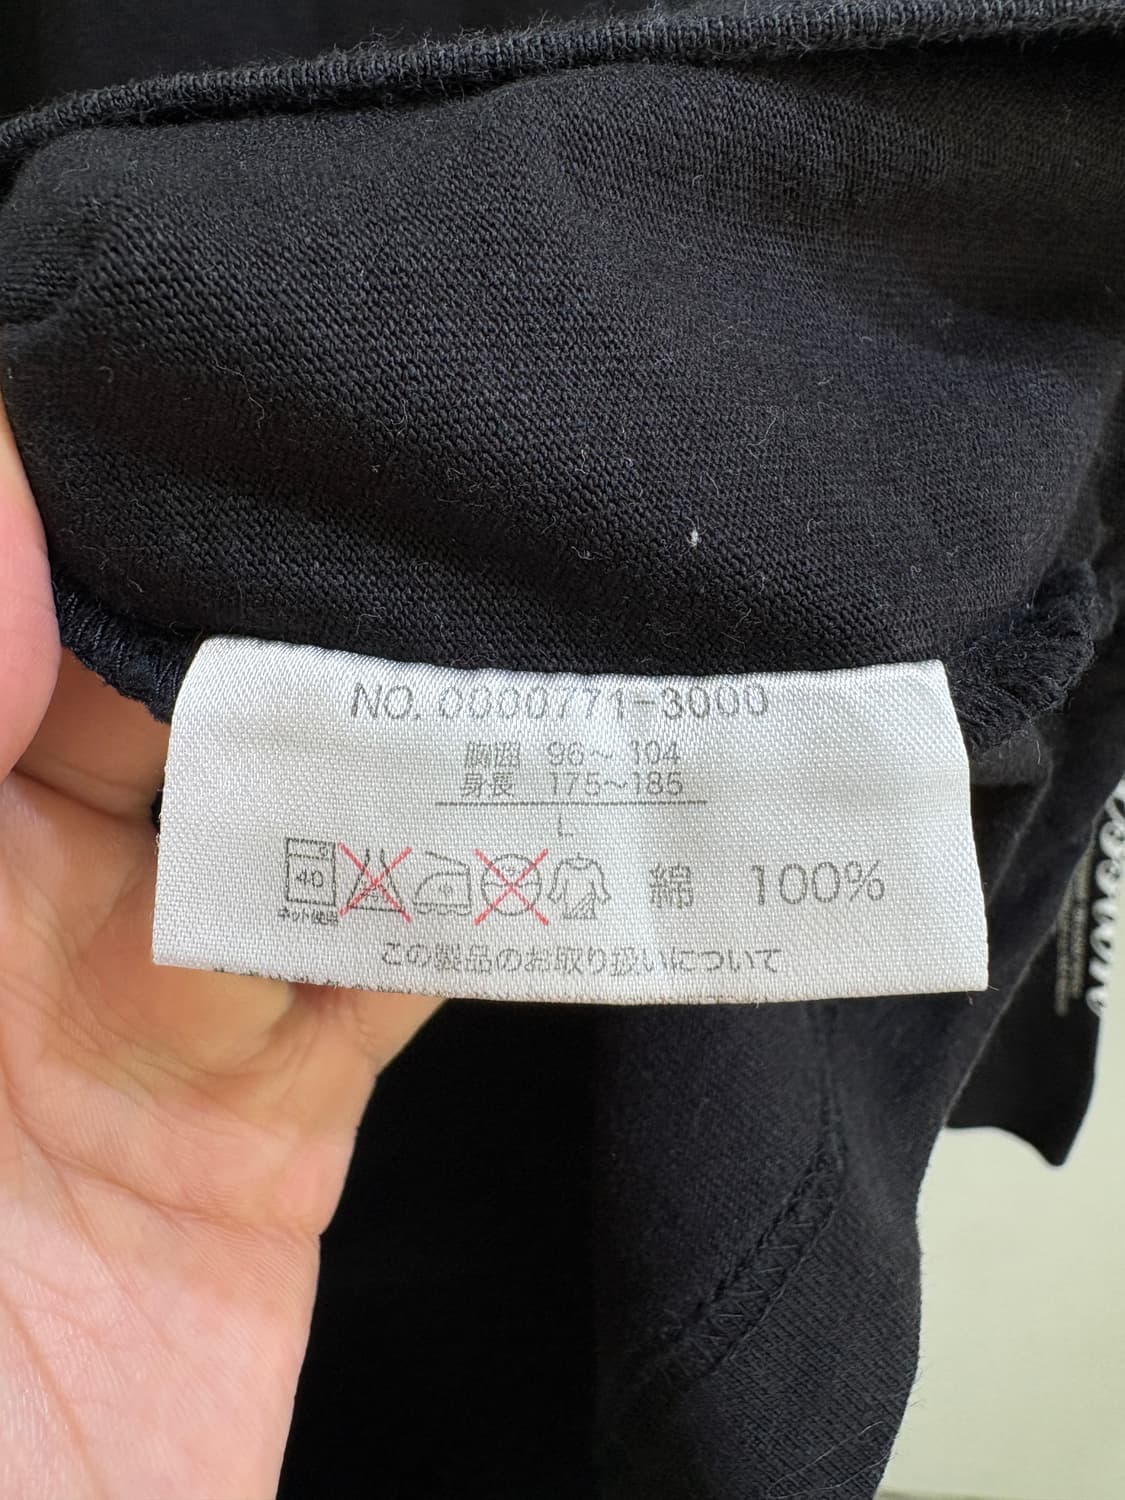 NO. 0000771-3000
胸囲 96～104
身長 175～185
L
40 綿 100%
ネット使用
この製品のお取り扱いについて